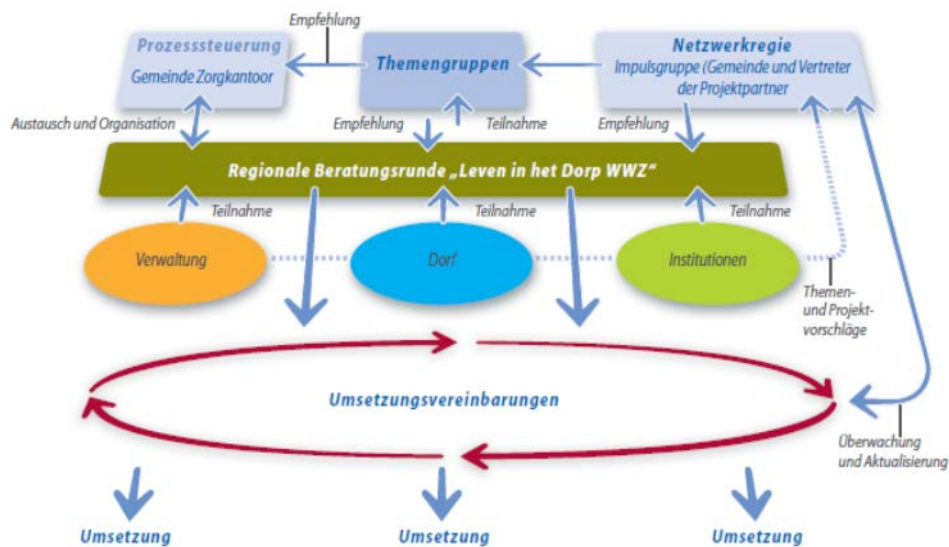 Empfehlung
Prozesssteuerung
Gemeinde Zorgkantoor
Themengruppen
Netzwerkregie
Impulsgruppe (Gemeinde und Vertreter
der Projektpartner
Austausch und Organisation
Empfehlung
Teilnahme
Empfehlung
Regionale Beratungsrunde „Leven in het Dorp WWZ“
Teilnahme
Teilnahme
Teilnahme
Verwaltung
Dorf
Institutionen
Themen-
und Projekt-
vorschläge
Umsetzungsvereinbarungen
Überwachung
und Aktualisierung
Umsetzung
Umsetzung
Umsetzung